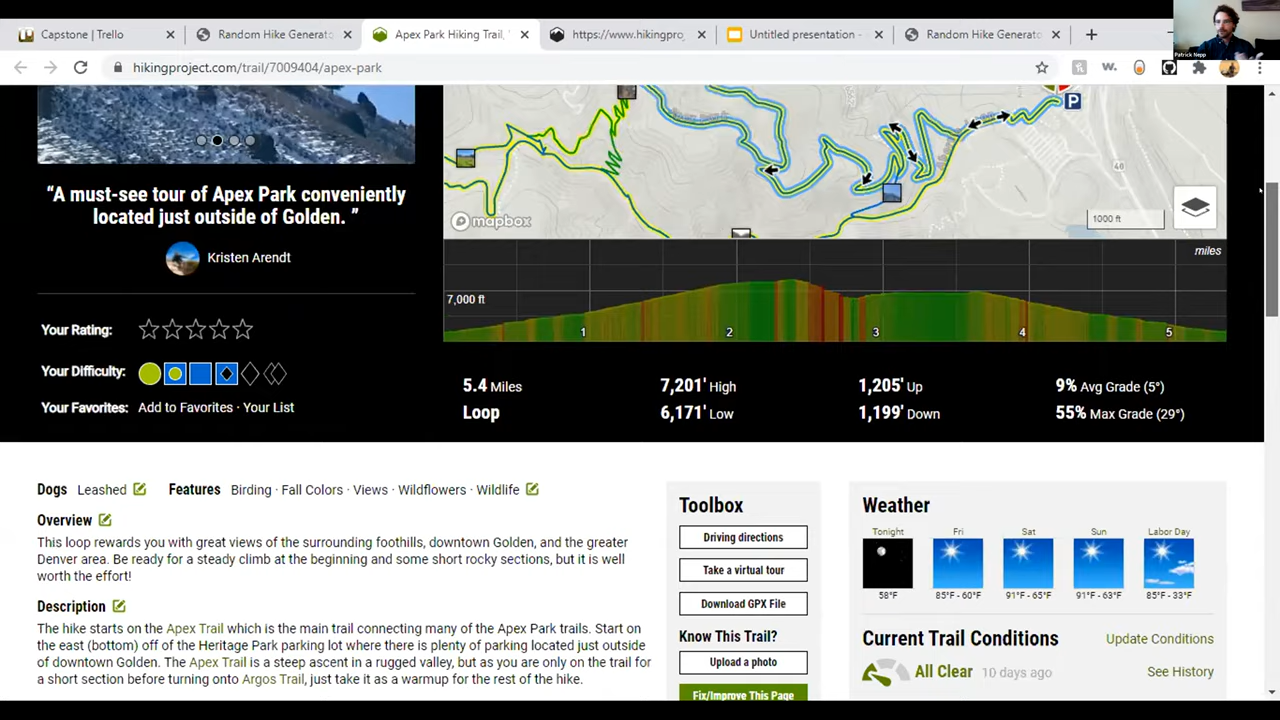 Capstone | Trello
Random Hike Generato
Apex Park Hiking Trail,
https://www.hikingpro
Untitled presentation -
Random Hike Generato
hikingproject.com/trail/7009404/apex-park
Patrick Nepp
P
mapbox
1000 ft
miles
7,000 ft
1 2 3 4 5
“A must-see tour of Apex Park conveniently
located just outside of Golden. ”
Kristen Arendt
Your Rating:
Your Difficulty:
Your Favorites: Add to Favorites · Your List
5.4 Miles 7,201' High 1,205' Up 9% Avg Grade (5°)
Loop 6,171' Low 1,199' Down 55% Max Grade (29°)
Dogs Leashed Features Birding · Fall Colors · Views · Wildflowers · Wildlife
Overview
This loop rewards you with great views of the surrounding foothills, downtown Golden, and the greater
Denver area. Be ready for a steady climb at the beginning and some short rocky sections, but it is well
worth the effort!
Description
The hike starts on the Apex Trail which is the main trail connecting many of the Apex Park trails. Start on
the east (bottom) off of the Heritage Park parking lot where there is plenty of parking located just outside
of downtown Golden. The Apex Trail is a steep ascent in a rugged valley, but as you are only on the trail for
a short section before turning onto Argos Trail, just take it as a warmup for the rest of the hike.
Toolbox
Driving directions
Take a virtual tour
Download GPX File
Know This Trail?
Upload a photo
Fix/Improve This Page
Weather
Tonight Fri Sat Sun Labor Day
58°F 85°F - 60°F 91°F - 65°F 91°F - 63°F 85°F - 33°F
Current Trail Conditions Update Conditions
All Clear 10 days ago See History